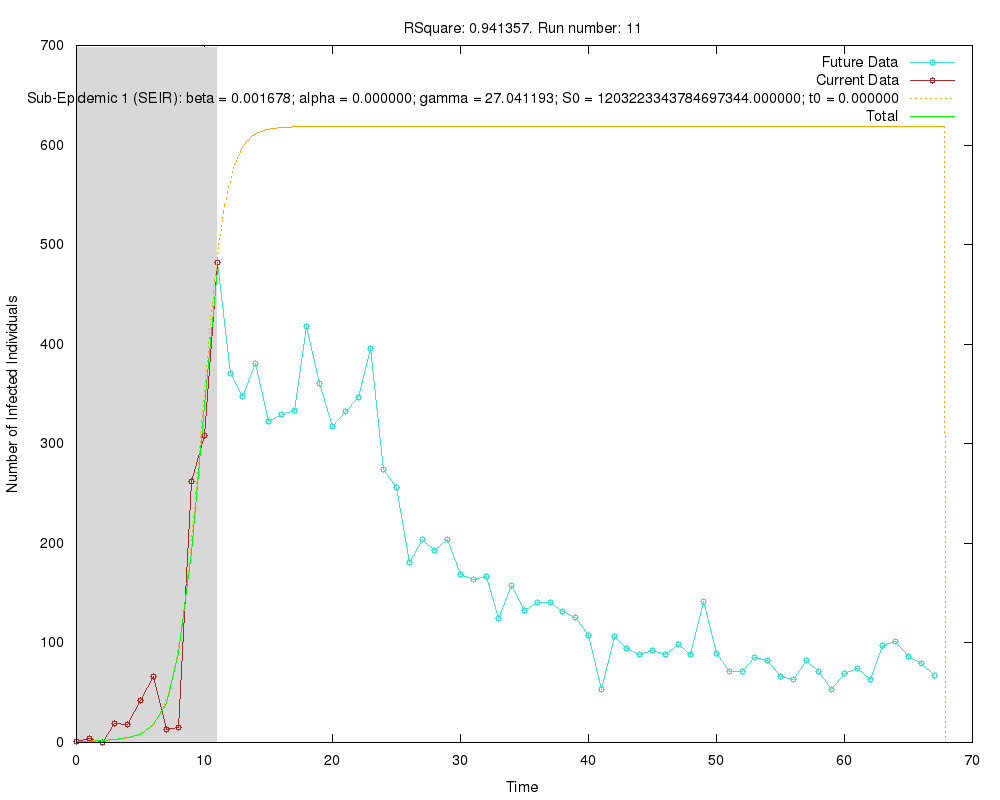 RSquare: 0.941357. Run number: 11
700
600
500
400
300
200
100
0
Number of Infected Individuals
Future Data
Current Data
Sub-Epidemic 1 (SEIR): beta = 0.001678; alpha = 0.000000; gamma = 27.041193; S0 = 1203223343784697344.000000; t0 = 0.000000
Total
0 10 20 30 40 50 60 70
Time